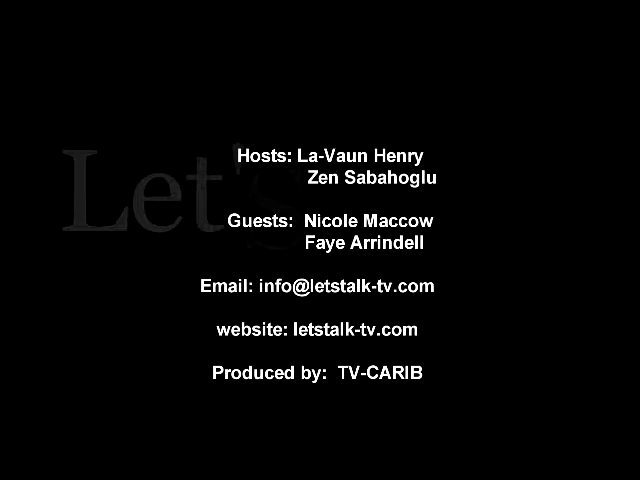 Let's
Hosts: La-Vaun Henry
Zen Sabahoglu
Guests: Nicole Maccow
Faye Arrindell
Email: info@letstalk-tv.com
website: letstalk-tv.com
Produced by: TV-CARIB